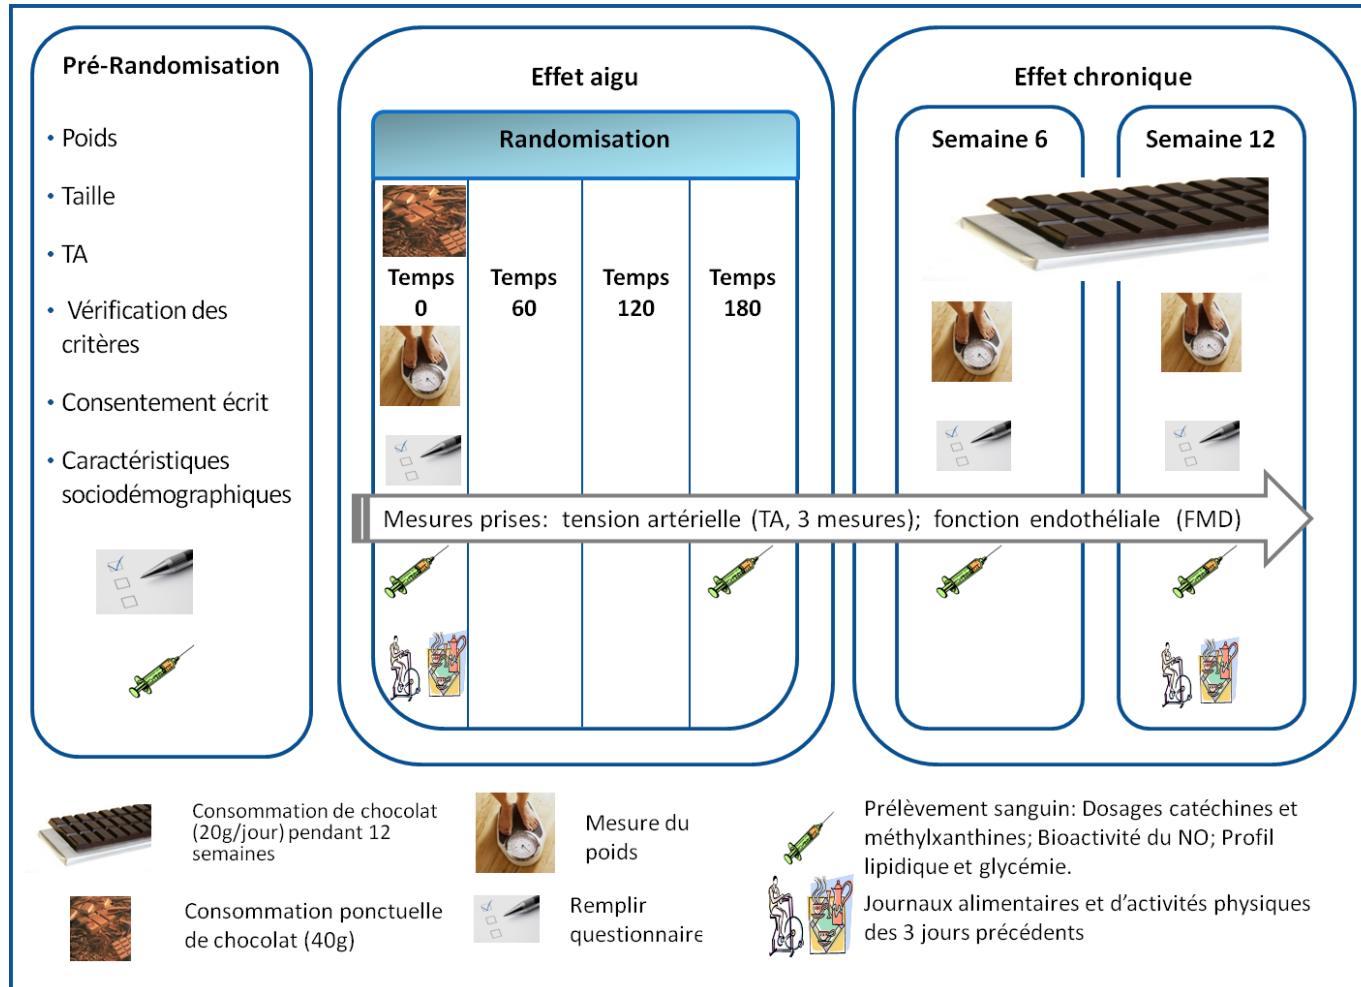 Pré-Randomisation
• Poids
• Taille
• TA
• Vérification des
critères
• Consentement écrit
• Caractéristiques
sociodémographiques
Effet aigu
Randomisation
Temps
0
Temps
60
Temps
120
Temps
180
Effet chronique
Semaine 6
Semaine 12
Mesures prises: tension artérielle (TA, 3 mesures); fonction endothéliale (FMD)
Consommation de chocolat
(20g/jour) pendant 12
semaines
Consommation ponctuelle
de chocolat (40g)
Mesure du
poids
Remplir
questionnaire
Prélèvement sanguin: Dosages catéchines et
méthylxanthines; Bioactivité du NO; Profil
lipidique et glycémie.
Journaux alimentaires et d’activités physiques
des 3 jours précédents